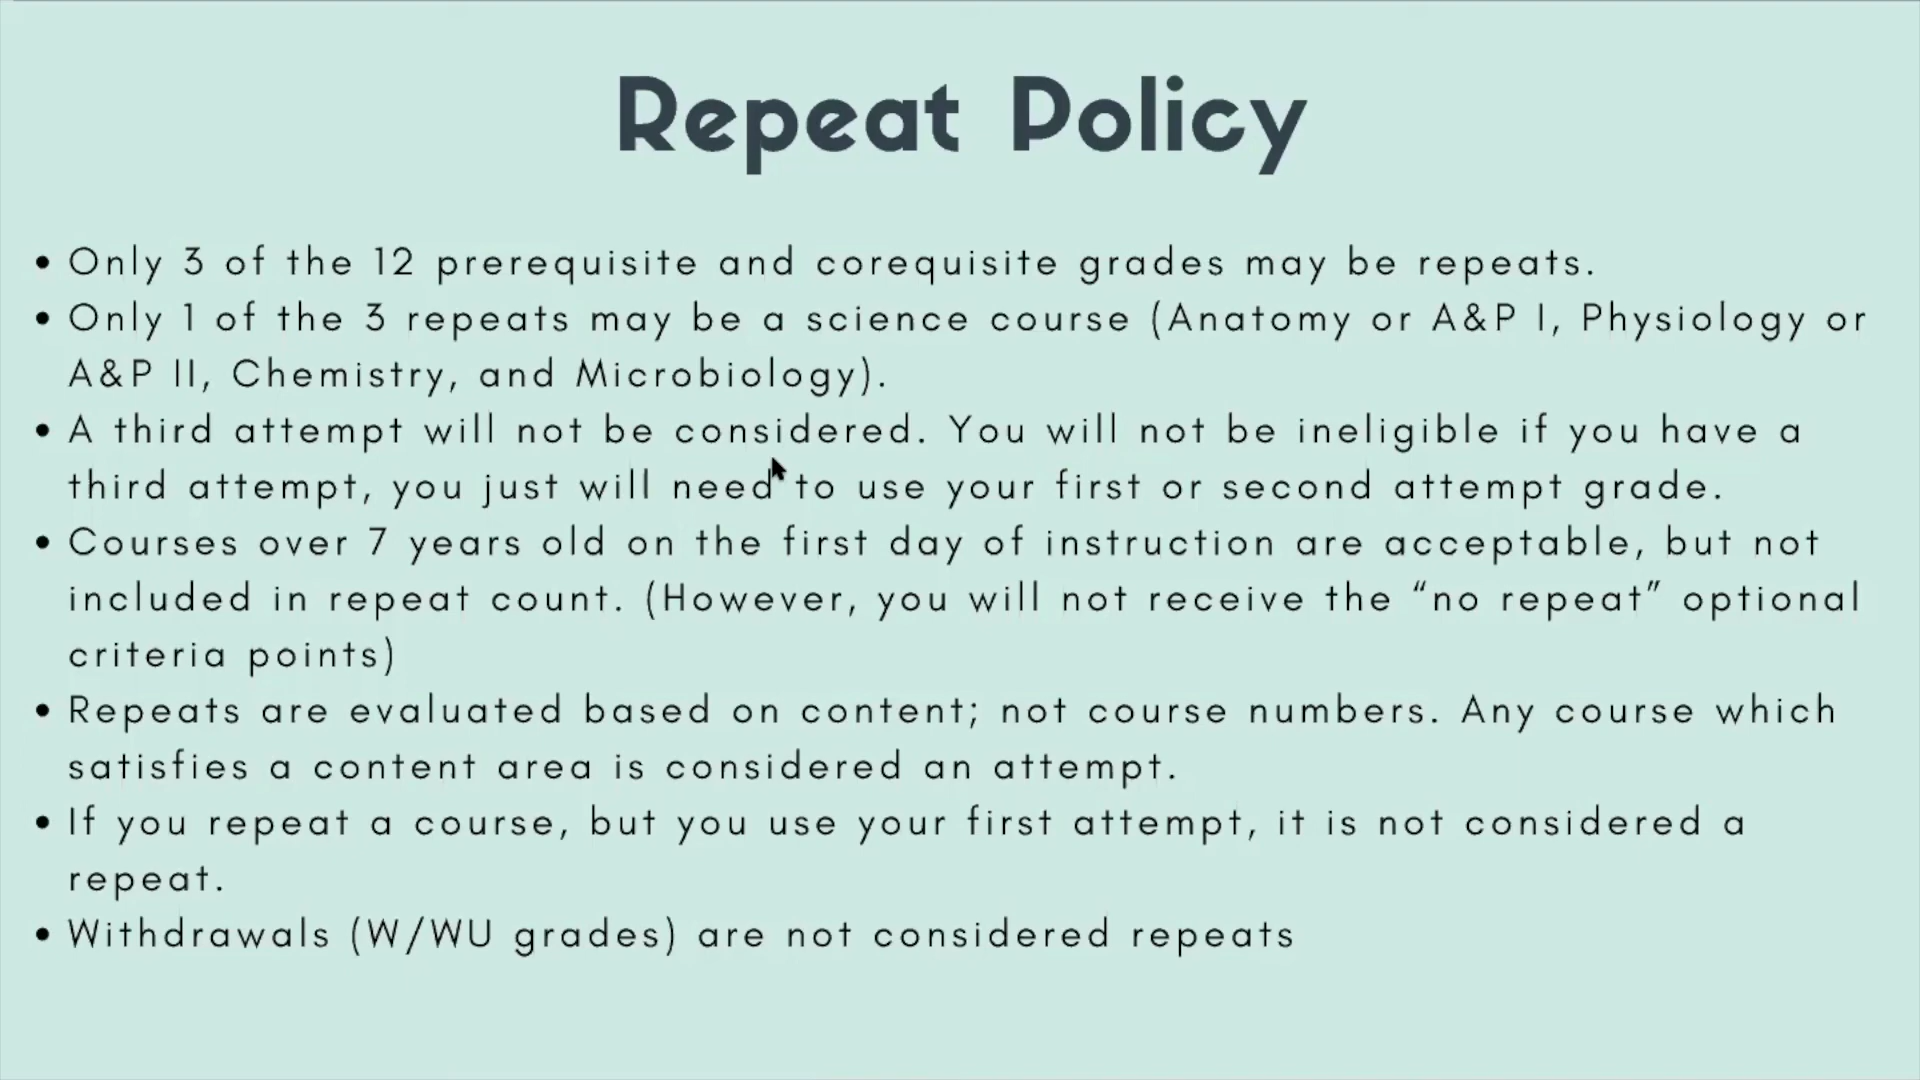 Repeat Policy
• Only 3 of the 12 prerequisite and corequisite grades may be repeats.
• Only 1 of the 3 repeats may be a science course (Anatomy or A&P I, Physiology or
A&P II, Chemistry, and Microbiology).
• A third attempt will not be considered. You will not be ineligible if you have a
third attempt, you just will need to use your first or second attempt grade.
• Courses over 7 years old on the first day of instruction are acceptable, but not
included in repeat count. (However, you will not receive the “no repeat” optional
criteria points)
• Repeats are evaluated based on content; not course numbers. Any course which
satisfies a content area is considered an attempt.
• If you repeat a course, but you use your first attempt, it is not considered a
repeat.
• Withdrawals (W/WU grades) are not considered repeats